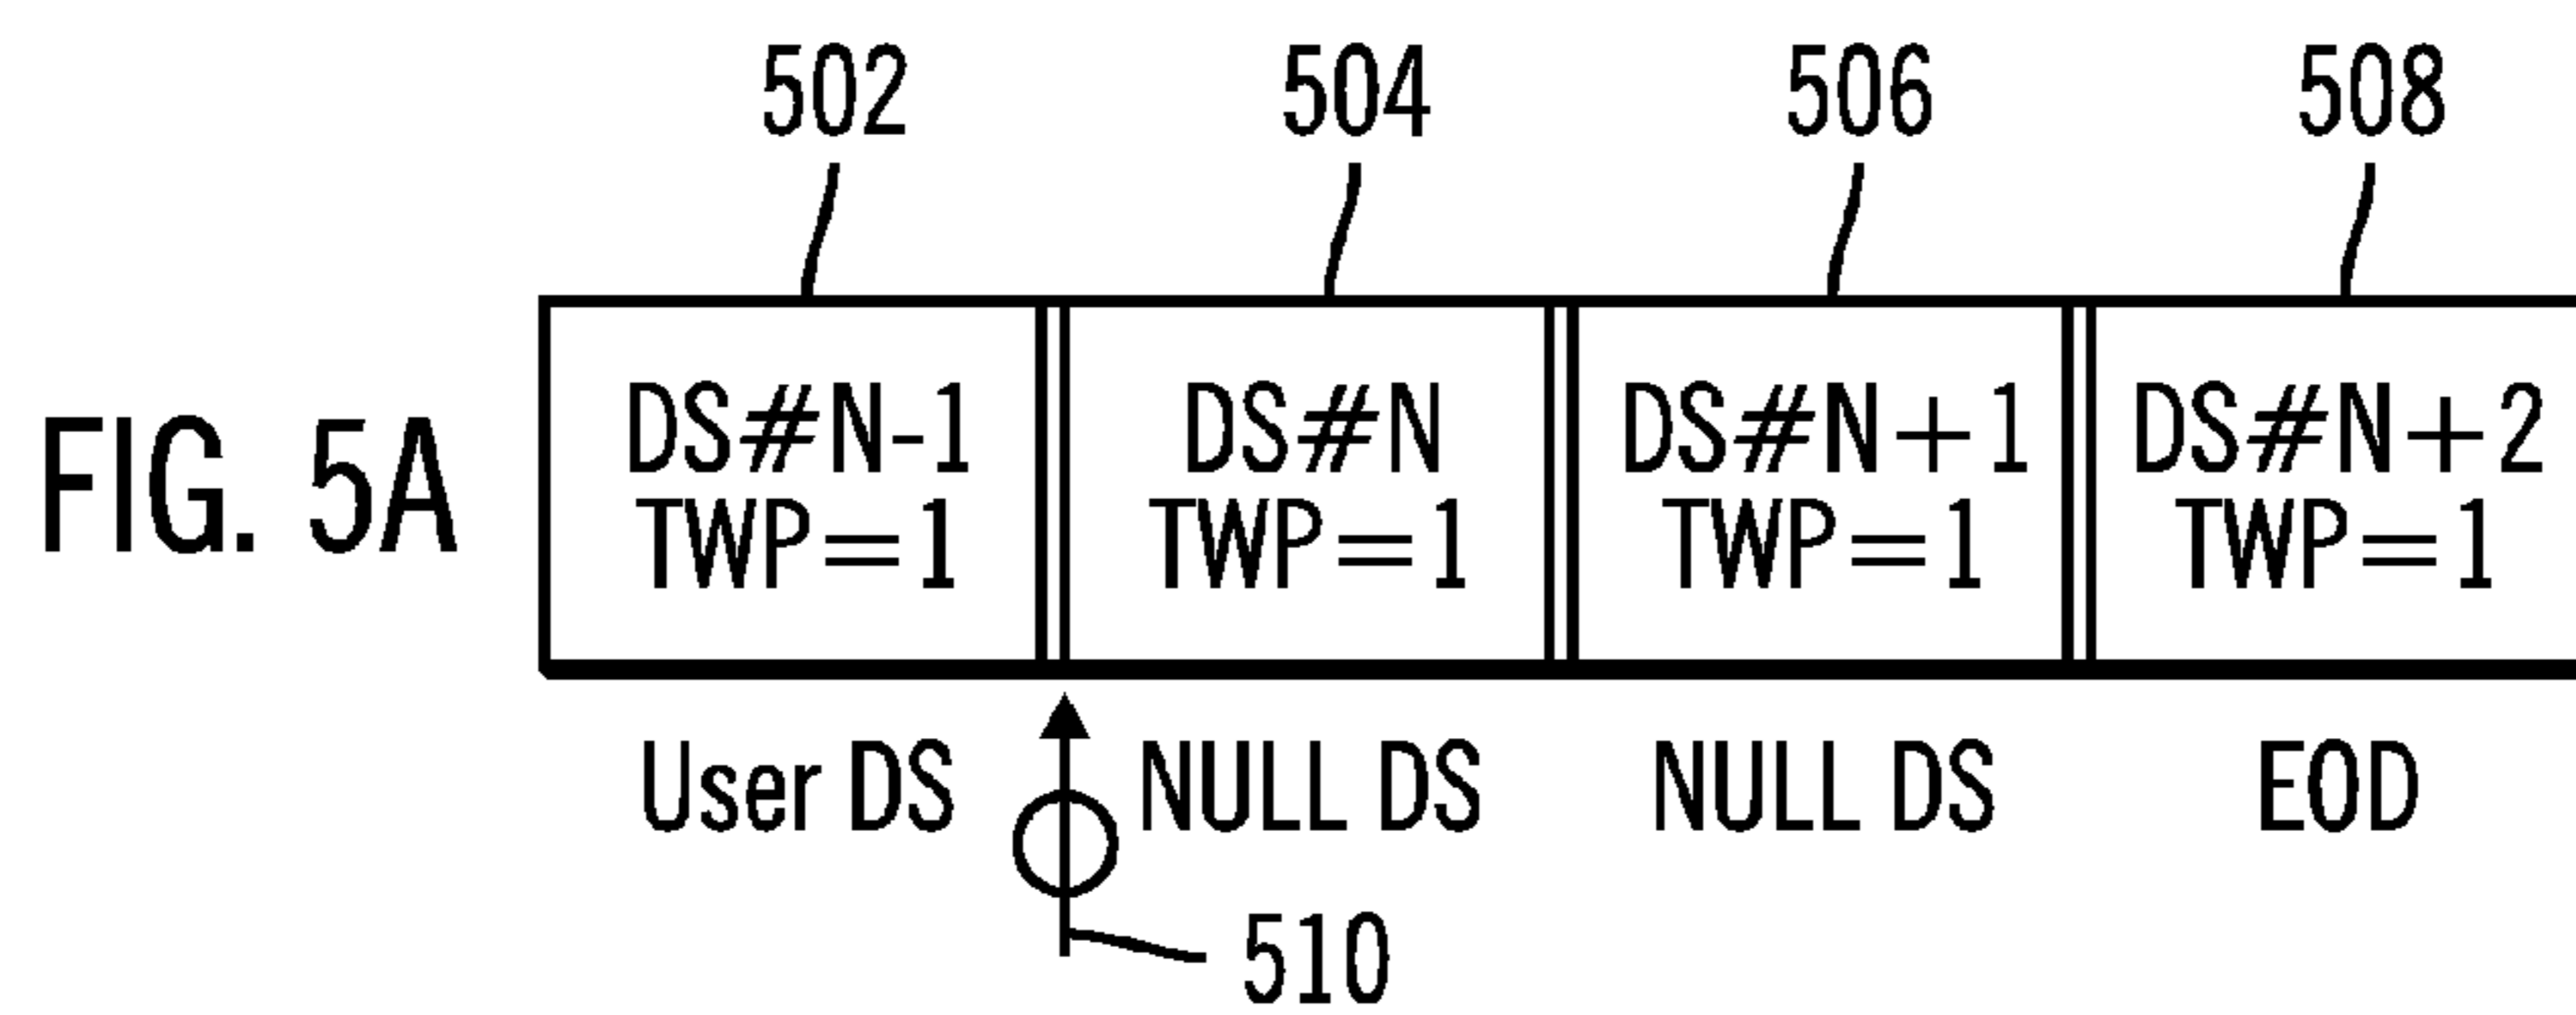 502 504 506 508
FIG. 5A
DS#N-1 DS#N DS#N+1 DS#N+2
TWP=1 TWP=1 TWP=1 TWP=1
User DS NULL DS NULL DS EOD
510